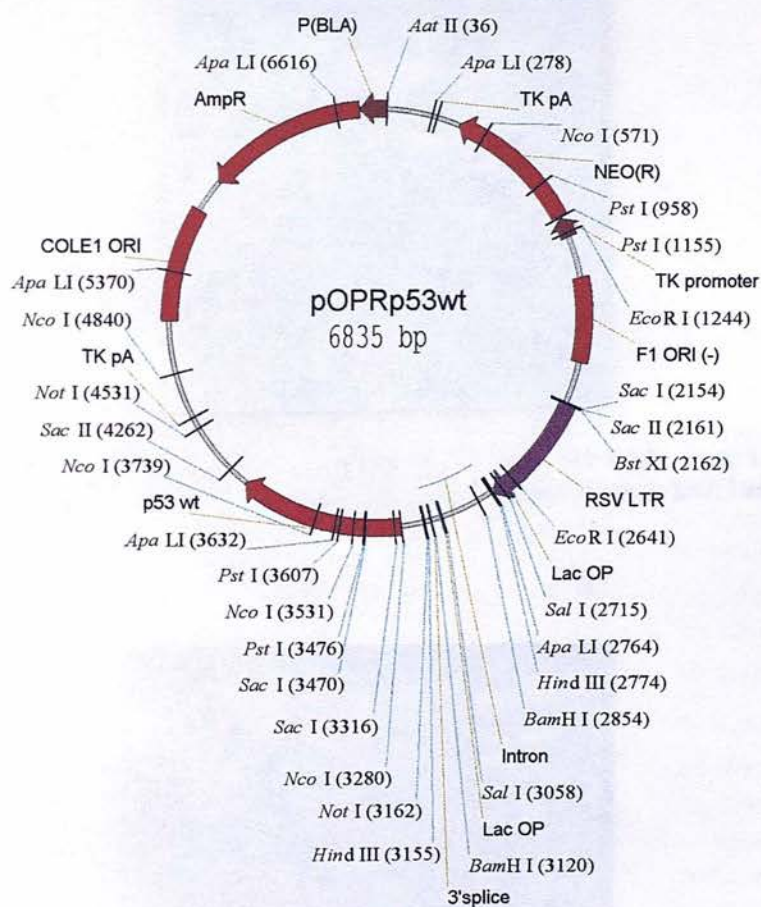 P(BLA)
Aat II (36)
Apa LI (6616)
Apa LI (278)
AmpR
TK pA
Nco I (571)
NEO(R)
Pst I (958)
Pst I (1155)
TK promoter
EcoR I (1244)
F1 ORI (-)
Sac I (2154)
Sac II (2161)
Bst XI (2162)
RSV LTR
EcoR I (2641)
Lac OP
Sal I (2715)
Apa LI (2764)
Hind III (2774)
BamH I (2854)
Intron
Sal I (3058)
Lac OP
BamH I (3120)
3'splice
Hind III (3155)
Not I (3162)
Nco I (3280)
Sac I (3316)
Sac I (3470)
Pst I (3476)
Nco I (3531)
Pst I (3607)
Apa LI (3632)
p53 wt
Nco I (3739)
Sac II (4262)
Not I (4531)
TK pA
Nco I (4840)
Apa LI (5370)
COLE1 ORI
pOPRp53wt
6835 bp